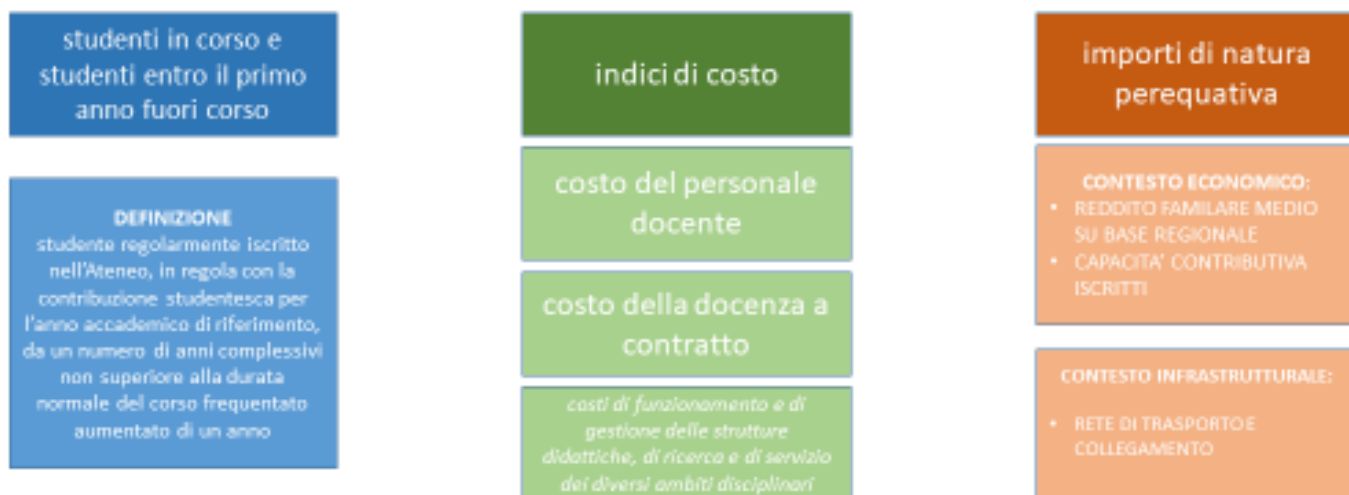 studenti in corso e
studenti entro il primo
anno fuori corso
DEFINIZIONE
studente regolarmente iscritto
nell'Ateneo, in regola con la
contribuzione studentesca per
l'anno accademico di riferimento,
da un numero di anni complessivi
non superiore alla durata
normale del corso frequentato
aumentato di un anno
indici di costo
costo del personale
docente
costo della docenza a
contratto
costi di funzionamento e di
gestione delle strutture
didattiche, di ricerca e di servizio
dei diversi ambiti disciplinari
importi di natura
perequativa
CONTESTO ECONOMICO:
• REDDITO FAMILARE MEDIO
SU BASE REGIONALE
• CAPACITA' CONTRIBUTIVA
ISCRITTI
CONTESTO INFRASTRUTTURALE:
• RETE DI TRASPORTO E
COLLEGAMENTO